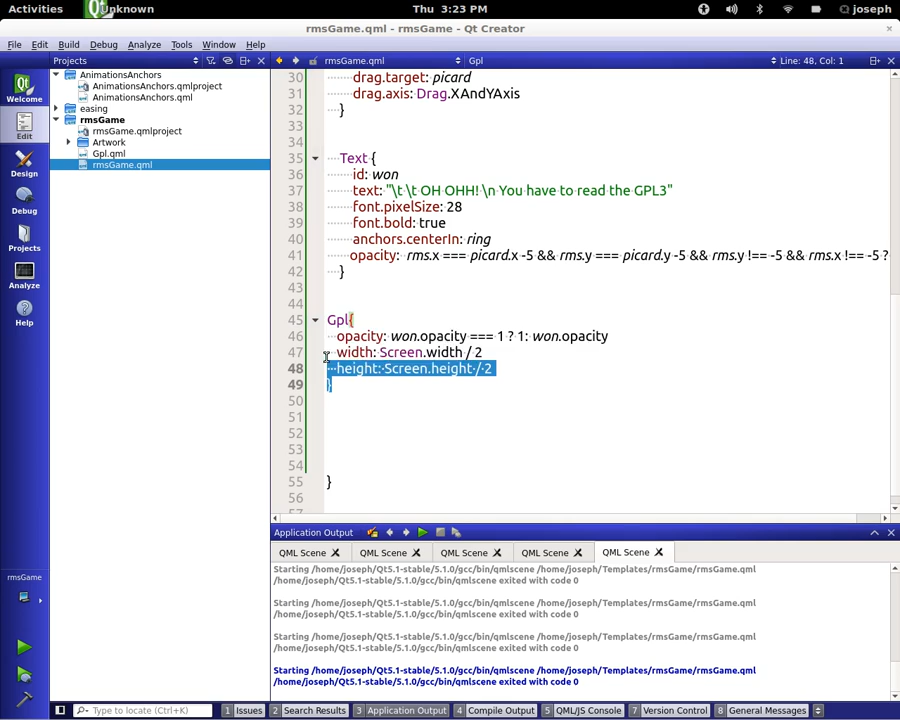 Activities Unknown Thu 3:23 PM joseph
rmsGame.qml - rmsGame - Qt Creator
File Edit Build Debug Analyze Tools Window Help
Projects rmsGame.qml Gpl Line: 48, Col: 1
Welcome
Edit
Design
Debug
Projects
Analyze
Help
rmsGame
AnimationsAnchors
AnimationsAnchors.qmlproject
AnimationsAnchors.qml
easing
rmsGame
rmsGame.qmlproject
Artwork
Gpl.qml
rmsGame.qml
30 drag.target: picard
31 drag.axis: Drag.XAndYAxis
32 }
33
34
35 Text {
36 id: won
37 text: "\t \t OH OHH! \n You have to read the GPL3"
38 font.pixelSize: 28
39 font.bold: true
40 anchors.centerIn: ring
41 opacity: rms.x === picard.x -5 && rms.y === picard.y -5 && rms.y !== -5 && rms.x !== -5 ?
42 }
43
44
45 Gpl{
46 opacity: won.opacity === 1 ? 1: won.opacity
47 width: Screen.width / 2
48 height: Screen.height / 2
49 }
50
51
52
53
54
55 }
56
57
Application Output
QML Scene QML Scene QML Scene QML Scene QML Scene
Starting /home/joseph/Qt5.1-stable/5.1.0/gcc/bin/qmlscene /home/joseph/Templates/rmsGame/rmsGame.qml
/home/joseph/Qt5.1-stable/5.1.0/gcc/bin/qmlscene exited with code 0
Starting /home/joseph/Qt5.1-stable/5.1.0/gcc/bin/qmlscene /home/joseph/Templates/rmsGame/rmsGame.qml
/home/joseph/Qt5.1-stable/5.1.0/gcc/bin/qmlscene exited with code 0
Starting /home/joseph/Qt5.1-stable/5.1.0/gcc/bin/qmlscene /home/joseph/Templates/rmsGame/rmsGame.qml
/home/joseph/Qt5.1-stable/5.1.0/gcc/bin/qmlscene exited with code 0
Starting /home/joseph/Qt5.1-stable/5.1.0/gcc/bin/qmlscene /home/joseph/Templates/rmsGame/rmsGame.qml
/home/joseph/Qt5.1-stable/5.1.0/gcc/bin/qmlscene exited with code 0
Type to locate (Ctrl+K) 1 Issues 2 Search Results 3 Application Output 4 Compile Output 5 QML/JS Console 7 Version Control 8 General Messages